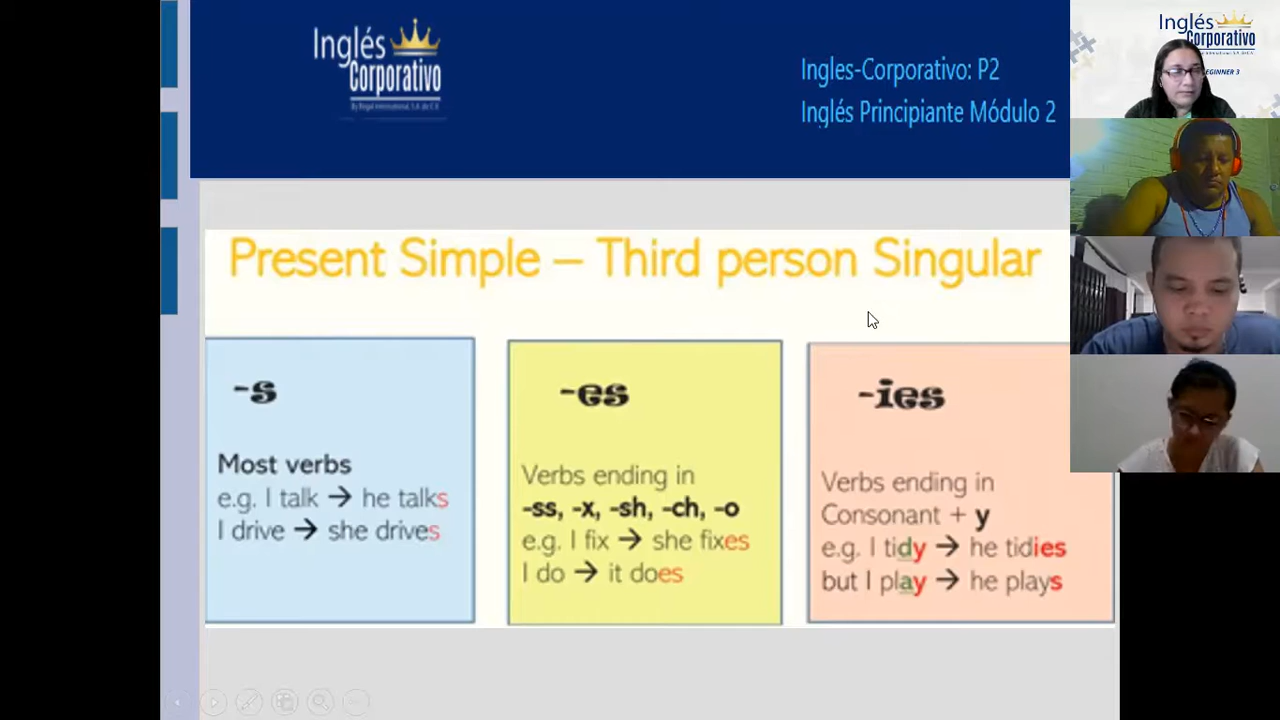 Inglés
Corporativo
Ingles-Corporativo: P2
Inglés Principiante Módulo 2
Inglés
Corporativo
EGINNER 3
Present Simple – Third person Singular
-s
Most verbs
e.g. I talk → he talks
I drive → she drives
-es
Verbs ending in
-ss, -x, -sh, -ch, -o
e.g. I fix → she fixes
I do → it does
-ies
Verbs ending in
Consonant + y
e.g. I tidy → he tidies
but I play → he plays